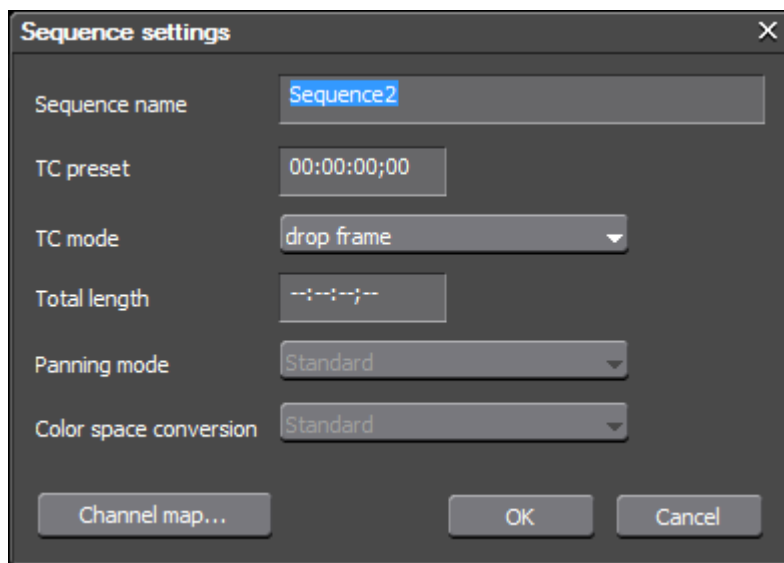 Sequence settings
Sequence name
Sequence2
TC preset
00:00:00;00
TC mode
drop frame
Total length
--:--:--;--
Panning mode
Standard
Color space conversion
Standard
Channel map...
OK
Cancel